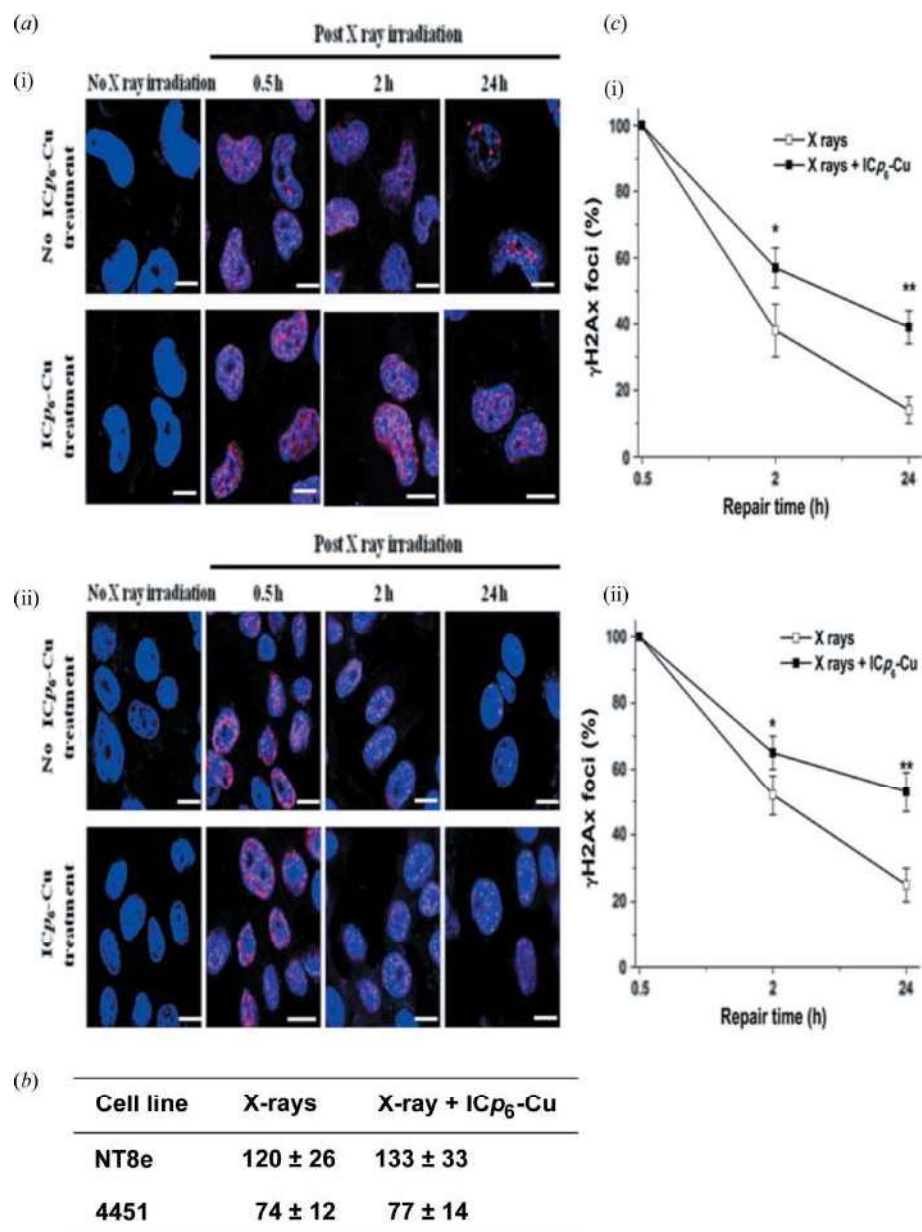 (a)
Post X ray irradiation
(i)
No X ray irradiation 0.5 h 2 h 24 h
No ICp6-Cu
treatment
ICp6-Cu
treatment
Post X ray irradiation
(ii)
No X ray irradiation 0.5 h 2 h 24 h
No ICp6-Cu
treatment
ICp6-Cu
treatment
(b)
Cell line X-rays X-ray + ICp6-Cu
NT8e 120 ± 26 133 ± 33
4451 74 ± 12 77 ± 14
(c)
(i)
X rays
X rays + ICp6-Cu
γH2Ax foci (%)
100
80
60
40
20
0
*
**
0.5 2 24
Repair time (h)
(ii)
X rays
X rays + ICp6-Cu
γH2Ax foci (%)
100
80
60
40
20
0
*
**
0.5 2 24
Repair time (h)